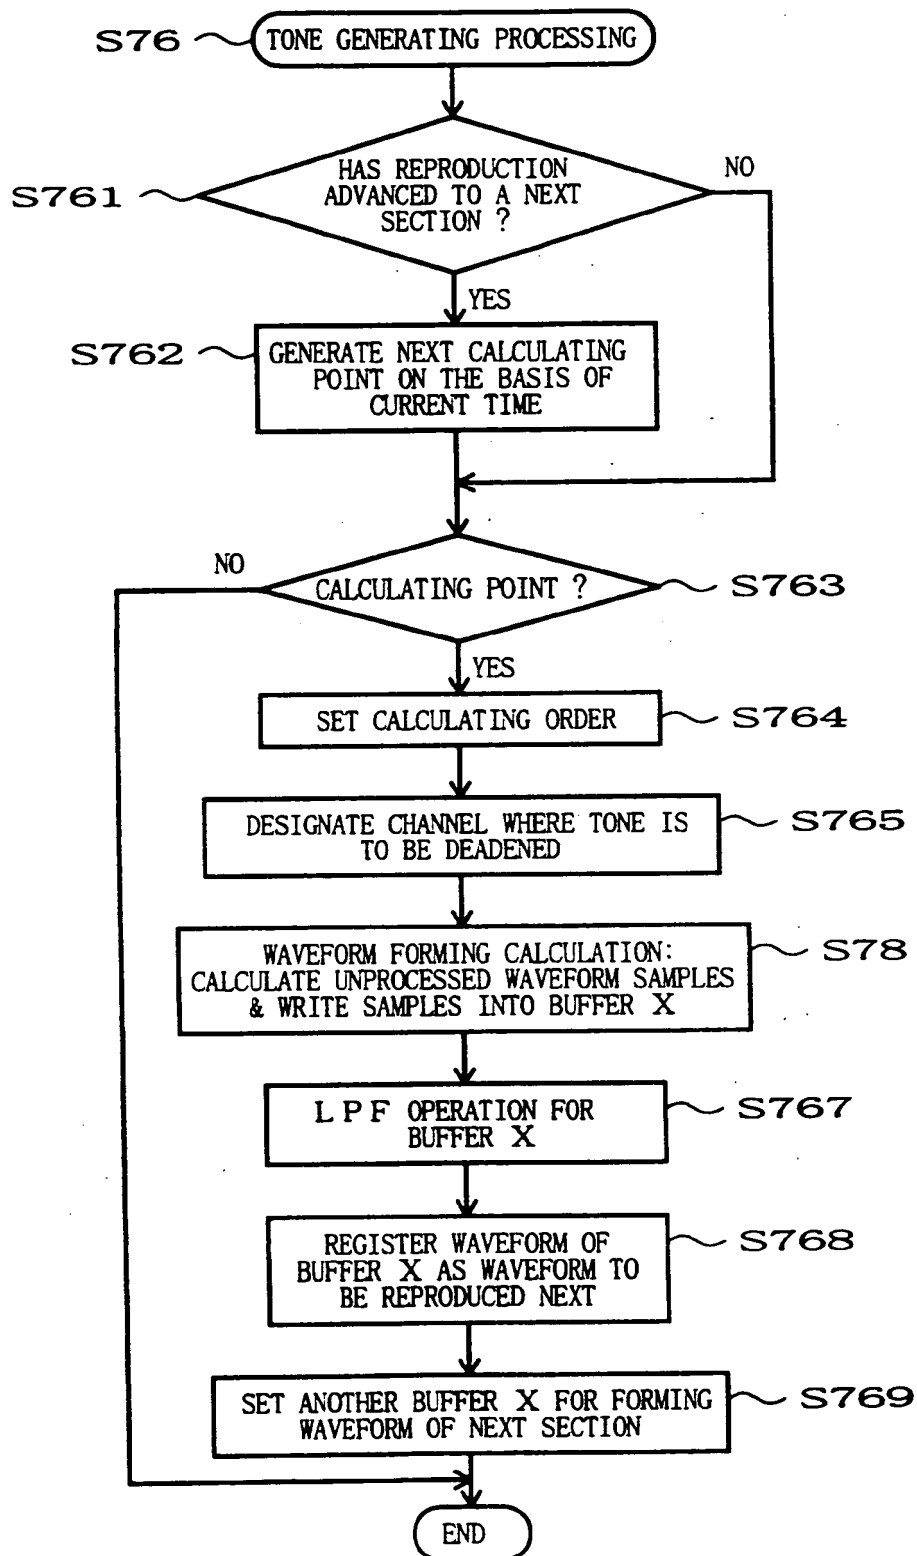 S76
TONE GENERATING PROCESSING
S761
HAS REPRODUCTION
ADVANCED TO A NEXT
SECTION ?
NO
YES
S762
GENERATE NEXT CALCULATING
POINT ON THE BASIS OF
CURRENT TIME
NO
CALCULATING POINT ?
S763
YES
SET CALCULATING ORDER
S764
DESIGNATE CHANNEL WHERE TONE IS
TO BE DEADENED
S765
WAVEFORM FORMING CALCULATION:
CALCULATE UNPROCESSED WAVEFORM SAMPLES
& WRITE SAMPLES INTO BUFFER X
S78
LPF OPERATION FOR
BUFFER X
S767
REGISTER WAVEFORM OF
BUFFER X AS WAVEFORM TO
BE REPRODUCED NEXT
S768
SET ANOTHER BUFFER X FOR FORMING
WAVEFORM OF NEXT SECTION
S769
END